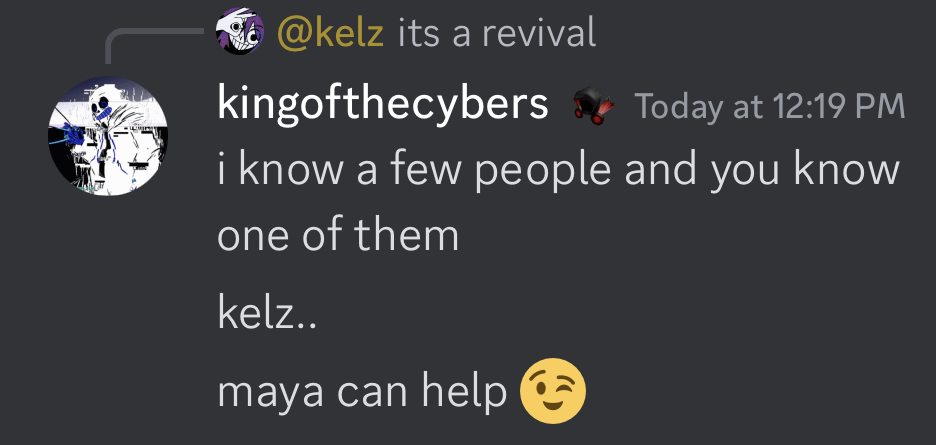 @kelz its a revival
kingofthecybers Today at 12:19 PM
i know a few people and you know
one of them
kelz..
maya can help 😉